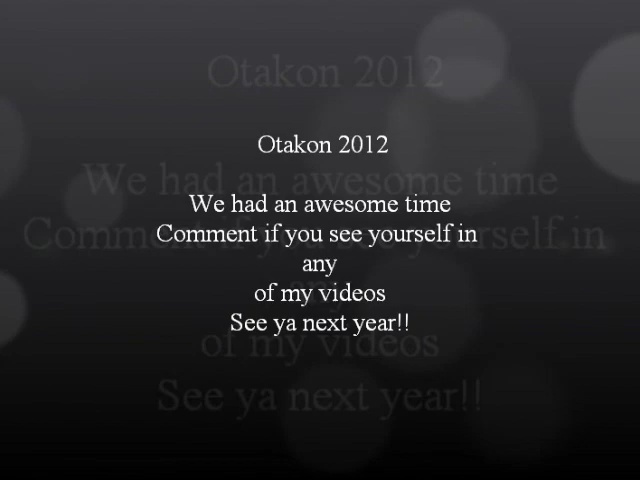 Otakon 2012
We had an awesome time
Comment if you see yourself in
any
of my videos
See ya next year!!